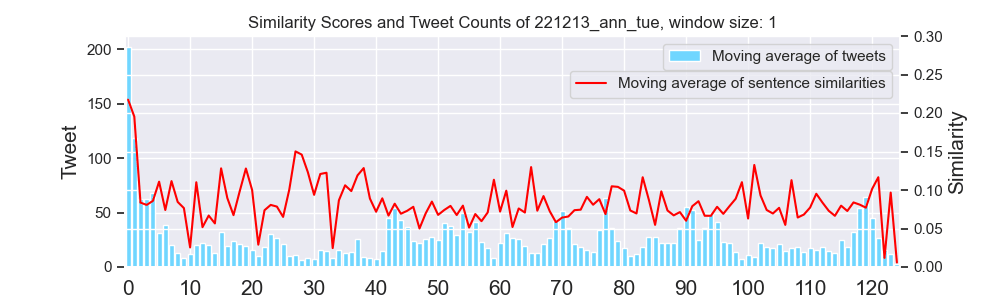 Similarity Scores and Tweet Counts of 221213_ann_tue, window size: 1
Moving average of tweets
Moving average of sentence similarities
Tweet
200
150
100
50
0
0.30
0.25
0.20
0.15
0.10
0.05
0.00
Similarity
0 10 20 30 40 50 60 70 80 90 100 110 120